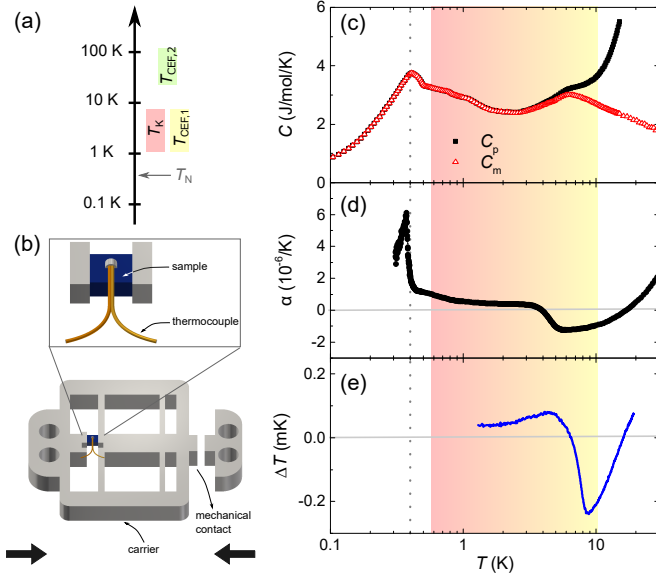 (a)
100 K
10 K
1 K
0.1 K
T_CEF,2
T_K
T_CEF,1
T_N
(b)
sample
thermocouple
mechanical
contact
carrier
(c)
C (J/mol/K)
6
4
2
0
C_p
C_m
(d)
α (10⁻⁶/K)
6
4
2
0
-2
(e)
ΔT (mK)
0.2
0.0
-0.2
0.1
1
10
T (K)